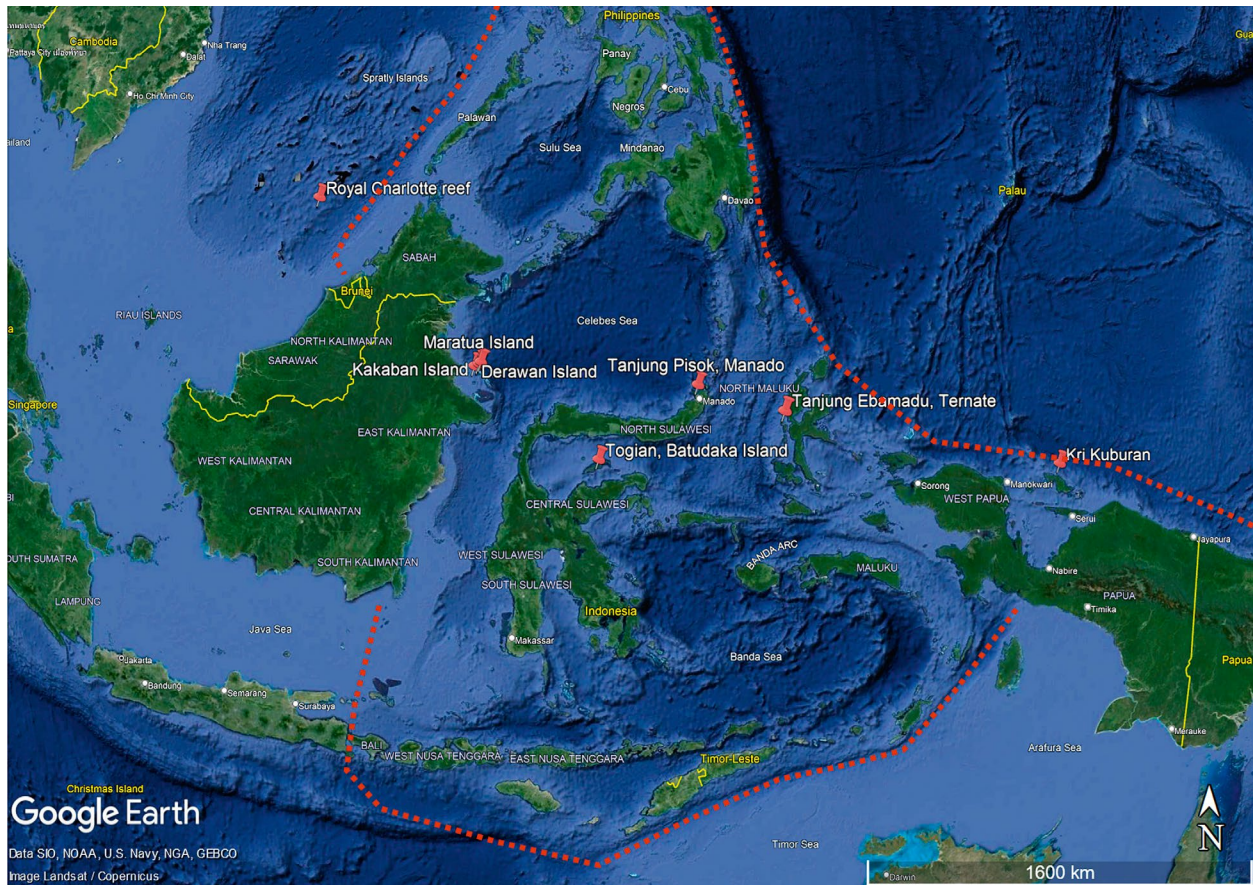 Philippines
Cambodia
Nha Trang
Pattaya City
Dalat
Panay
Spratly Islands
Cebu
Ho Chi Minh City
Negros
Palawan
Sulu Sea
Mindanao
Royal Charlotte reef
Palau
Davao
SABAH
Brunei
RIAU ISLANDS
Celebes Sea
NORTH KALIMANTAN
Maratua Island
SARAWAK
Kakaban Island
Derawan Island
Tanjung Pisok, Manado
NORTH MALUKU
Manado
Tanjung Ebamadu, Ternate
Singapore
EAST KALIMANTAN
NORTH SULAWESI
Togian, Batudaka Island
Kri Kuburan
WEST KALIMANTAN
Sorong
Manokwari
WEST PAPUA
CENTRAL SULAWESI
CENTRAL KALIMANTAN
Serui
Jayapura
OUTH SUMATRA
SOUTH KALIMANTAN
WEST SULAWESI
BANDA ARC
MALUKU
Nabire
SOUTH SULAWESI
PAPUA
LAMPUNG
Indonesia
Timika
Java Sea
Makassar
Banda Sea
Jakarta
Papua
Bandung
Semarang
Surabaya
Merauke
BALI
WEST NUSA TENGGARA
EAST NUSA TENGGARA
Timor-Leste
Arafura Sea
Christmas Island
Google Earth
N
Timor Sea
Data SIO, NOAA, U.S. Navy, NGA, GEBCO
Image Landsat / Copernicus
Darwin
1600 km